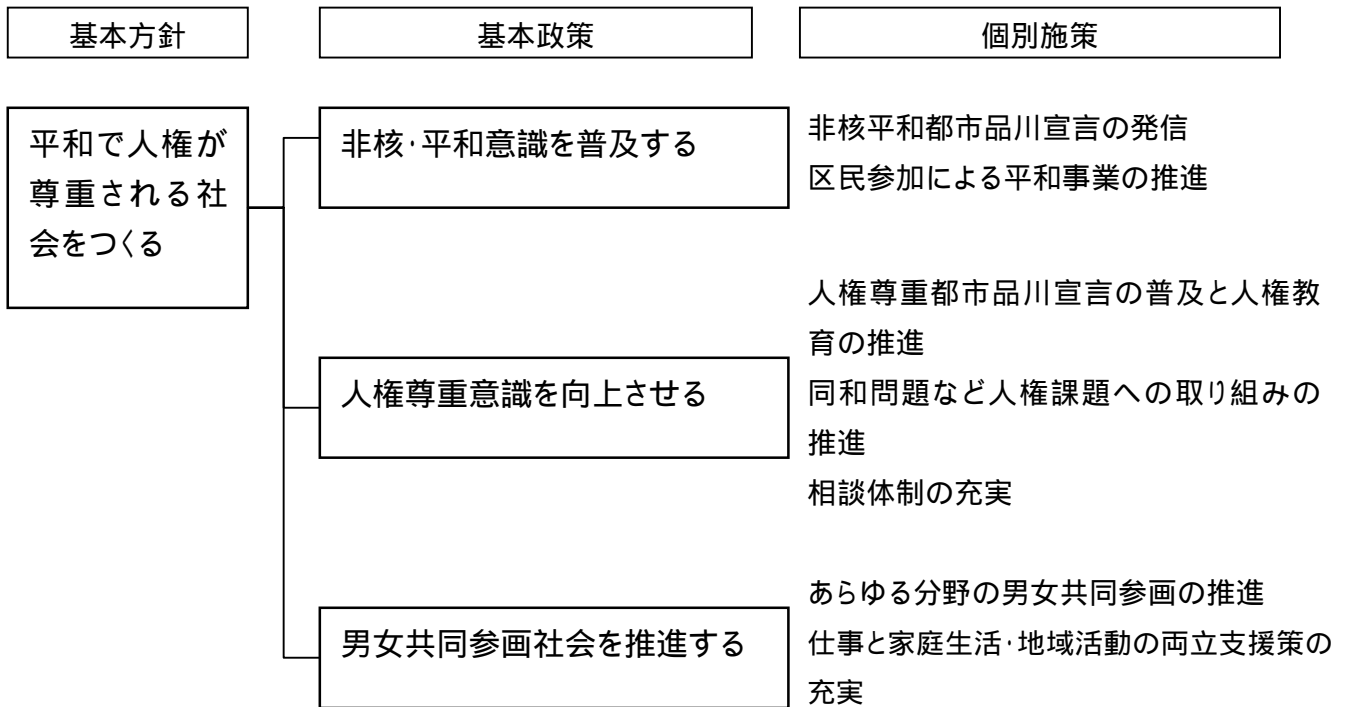 基本方針
基本政策
個別施策
平和で人権が
尊重される社
会をつくる
非核・平和意識を普及する
非核平和都市品川宣言の発信
区民参加による平和事業の推進
人権尊重意識を向上させる
人権尊重都市品川宣言の普及と人権教
育の推進
同和問題など人権課題への取り組みの
推進
相談体制の充実
男女共同参画社会を推進する
あらゆる分野の男女共同参画の推進
仕事と家庭生活・地域活動の両立支援策の
充実